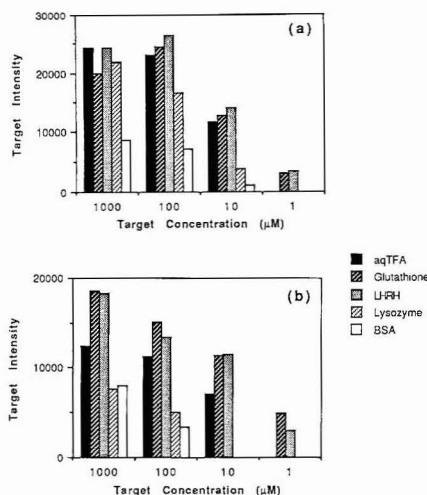 (a)
30000
20000
10000
0
Target Intensity
1000 100 10 1
Target Concentration (µM)
(b)
20000
10000
0
Target Intensity
1000 100 10 1
Target Concentration (µM)
aqTFA
Glutathione
LHRH
Lysozyme
BSA